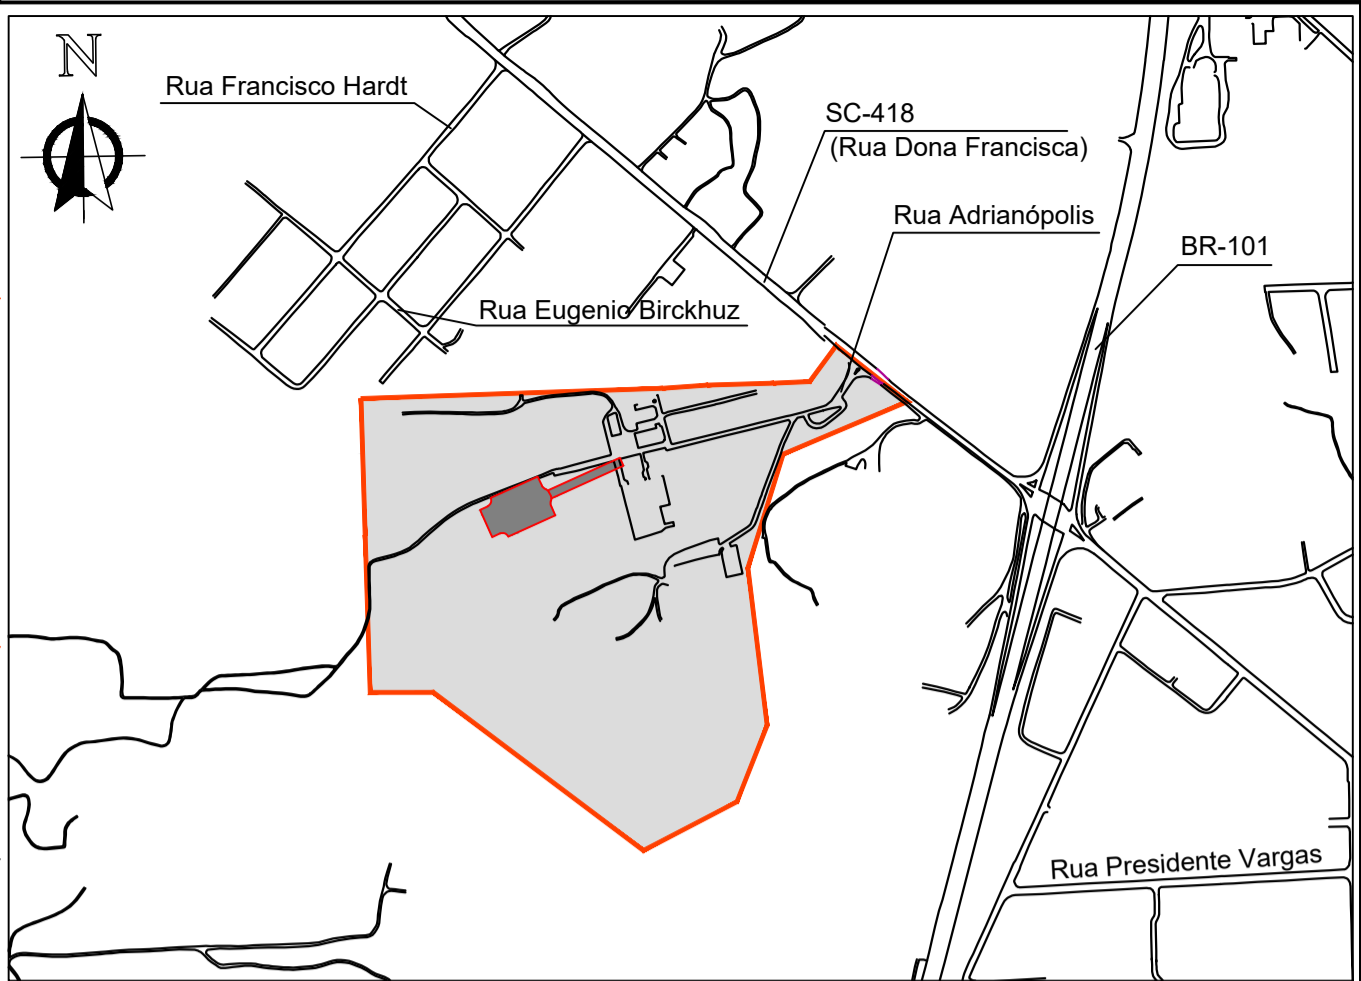 N
Rua Francisco Hardt
SC-418
(Rua Dona Francisca)
Rua Adrianópolis
BR-101
Rua Eugenio Birckhuz
Rua Presidente Vargas